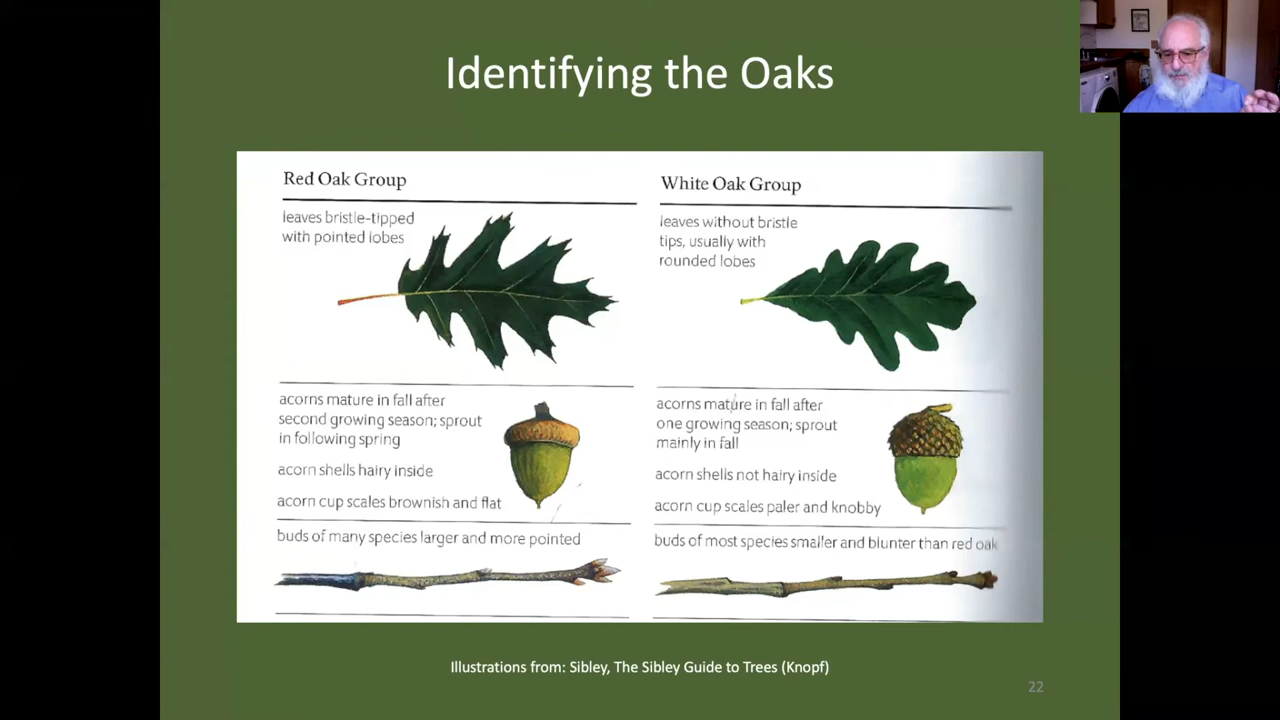 Identifying the Oaks
Red Oak Group
leaves bristle-tipped
with pointed lobes
acorns mature in fall after
second growing season; sprout
in following spring
acorn shells hairy inside
acorn cup scales brownish and flat
buds of many species larger and more pointed
White Oak Group
leaves without bristle
tips, usually with
rounded lobes
acorns mature in fall after
one growing season; sprout
mainly in fall
acorn shells not hairy inside
acorn cup scales paler and knobby
buds of most species smaller and blunter than red oak
Illustrations from: Sibley, The Sibley Guide to Trees (Knopf)
22